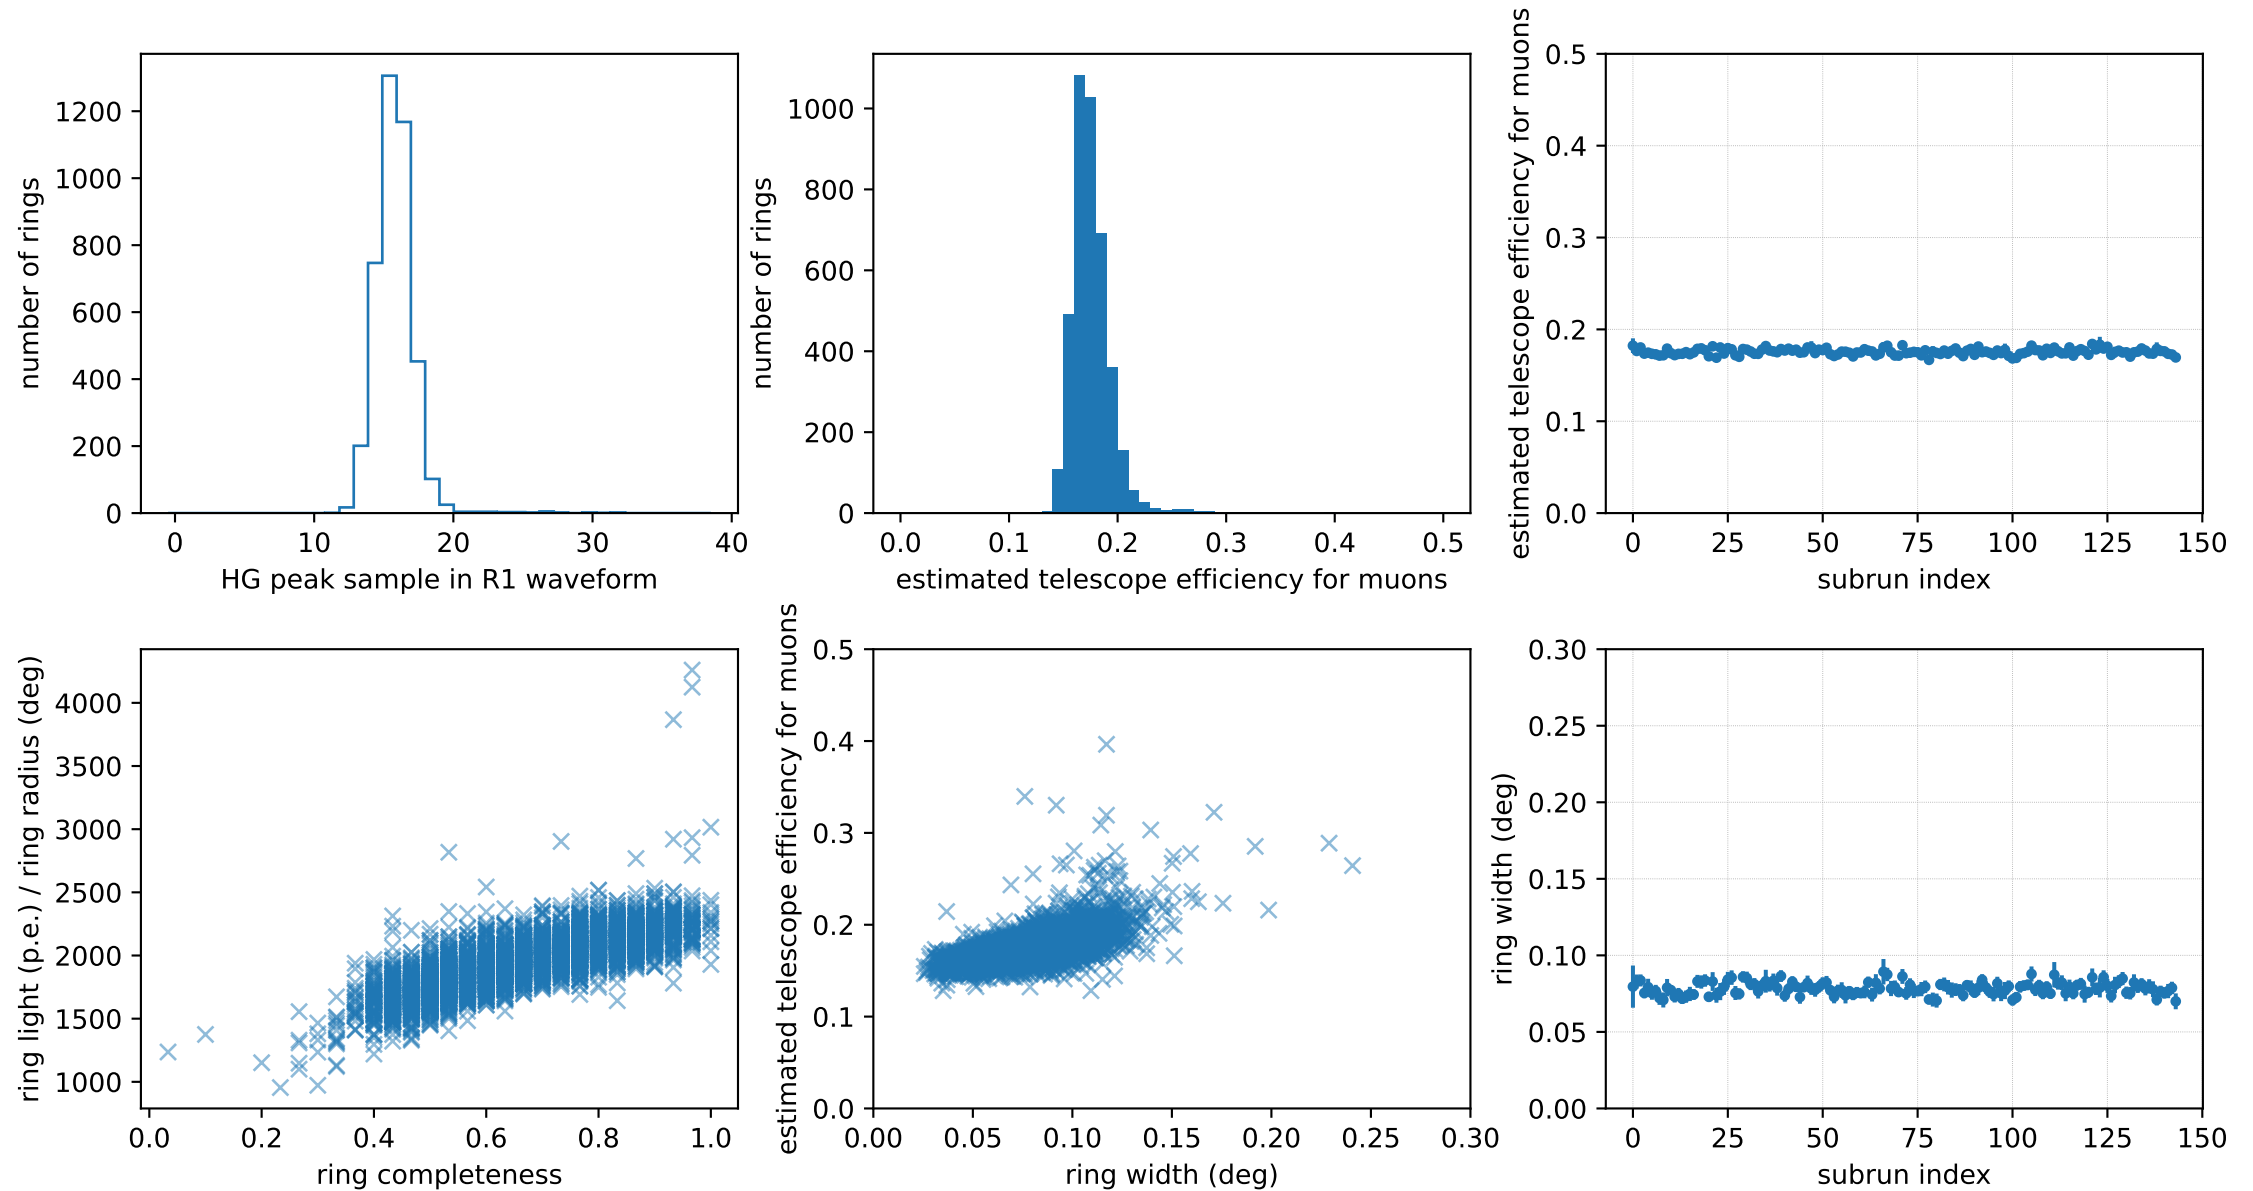 number of rings
1200
1000
800
600
400
200
0
0 10 20 30 40
HG peak sample in R1 waveform
number of rings
1000
800
600
400
200
0
0.0 0.1 0.2 0.3 0.4 0.5
estimated telescope efficiency for muons
estimated telescope efficiency for muons
0.5
0.4
0.3
0.2
0.1
0.0
0 25 50 75 100 125 150
subrun index
ring light (p.e.) / ring radius (deg)
4000
3500
3000
2500
2000
1500
1000
0.0 0.2 0.4 0.6 0.8 1.0
ring completeness
estimated telescope efficiency for muons
0.5
0.4
0.3
0.2
0.1
0.0
0.00 0.05 0.10 0.15 0.20 0.25 0.30
ring width (deg)
ring width (deg)
0.30
0.25
0.20
0.15
0.10
0.05
0.00
0 25 50 75 100 125 150
subrun index